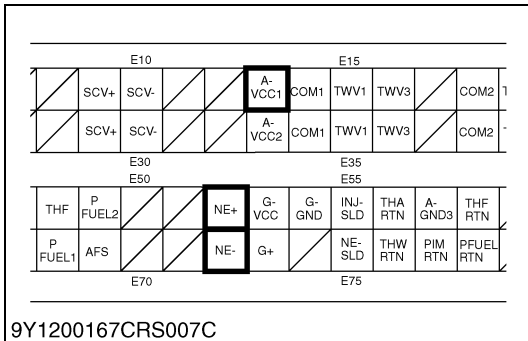 E10 E15
SCV+ SCV- A-VCC1 COM1 TWV1 TWV3 COM2
SCV+ SCV- A-VCC2 COM1 TWV1 TWV3 COM2
E30 E35
E50 E55
THF P FUEL2 NE+ G-VCC G-GND INJ-SLD THA RTN A-GND3 THF RTN
P FUEL1 AFS NE- G+ NE-SLD THW RTN PIM RTN PFUEL RTN
E70 E75
9Y1200167CRS007C